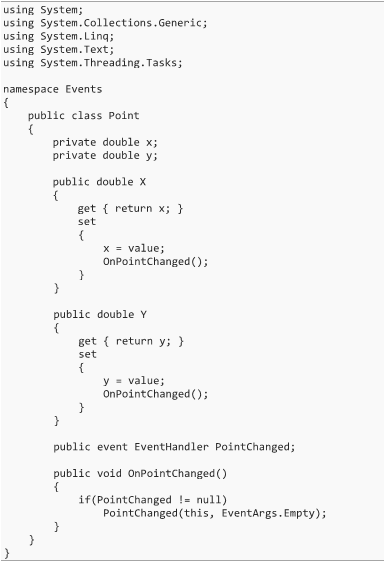 using System;
using System.Collections.Generic;
using System.Linq;
using System.Text;
using System.Threading.Tasks;

namespace Events
{
    public class Point
    {
        private double x;
        private double y;

        public double X
        {
            get { return x; }
            set
            {
                x = value;
                OnPointChanged();
            }
        }

        public double Y
        {
            get { return y; }
            set
            {
                y = value;
                OnPointChanged();
            }
        }

        public event EventHandler PointChanged;

        public void OnPointChanged()
        {
            if(PointChanged != null)
                PointChanged(this, EventArgs.Empty);
        }
    }
}